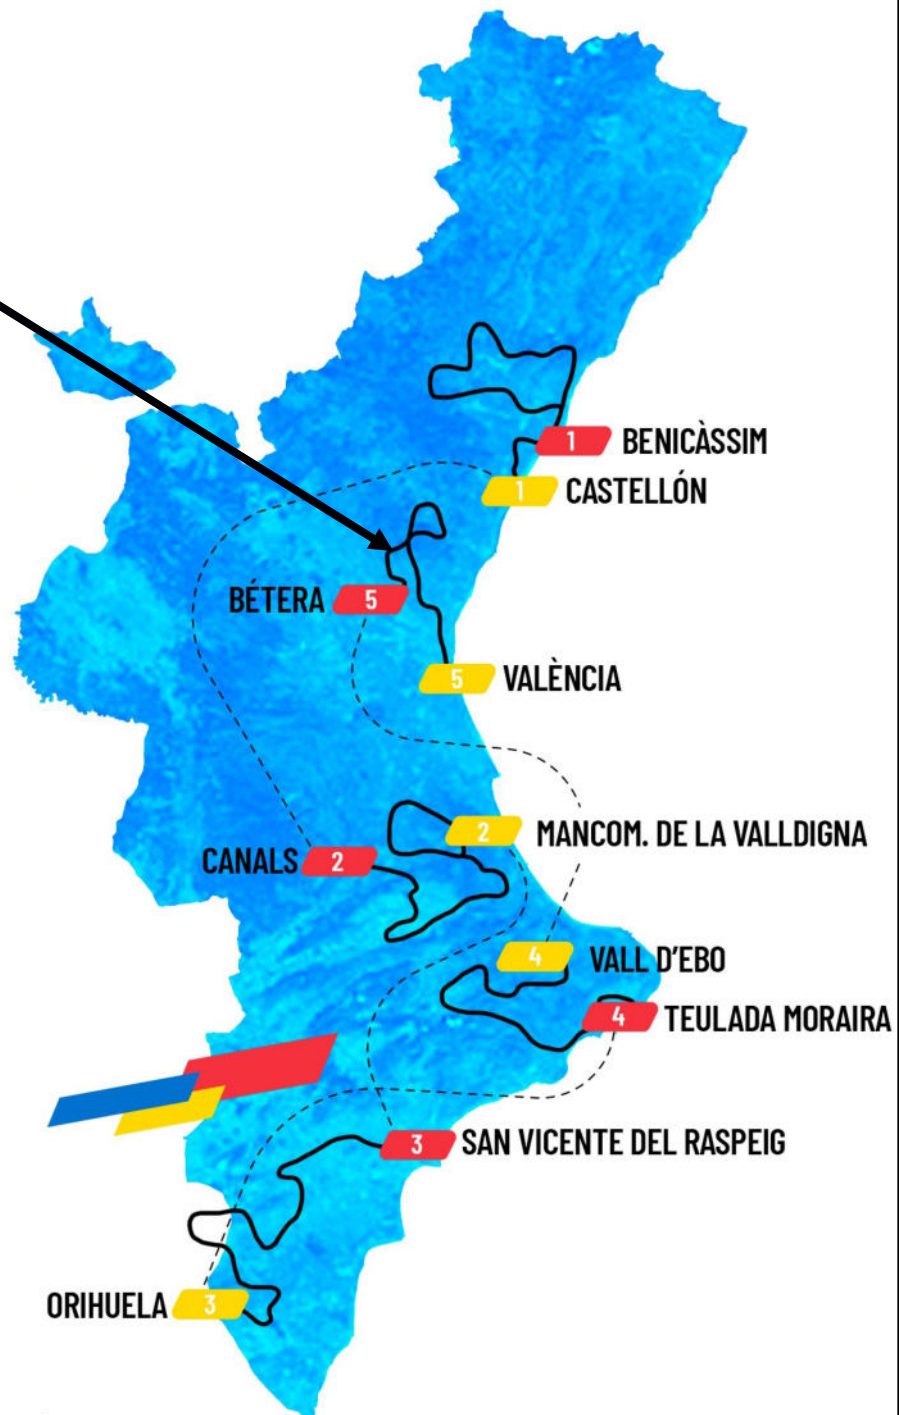 1 BENICÀSSIM
1 CASTELLÓN
BÉTERA 5
5 VALÈNCIA
2 MANCOM. DE LA VALLDIGNA
CANALS 2
4 VALL D'EBO
4 TEULADA MORAIRA
3 SAN VICENTE DEL RASPEIG
ORIHUELA 3